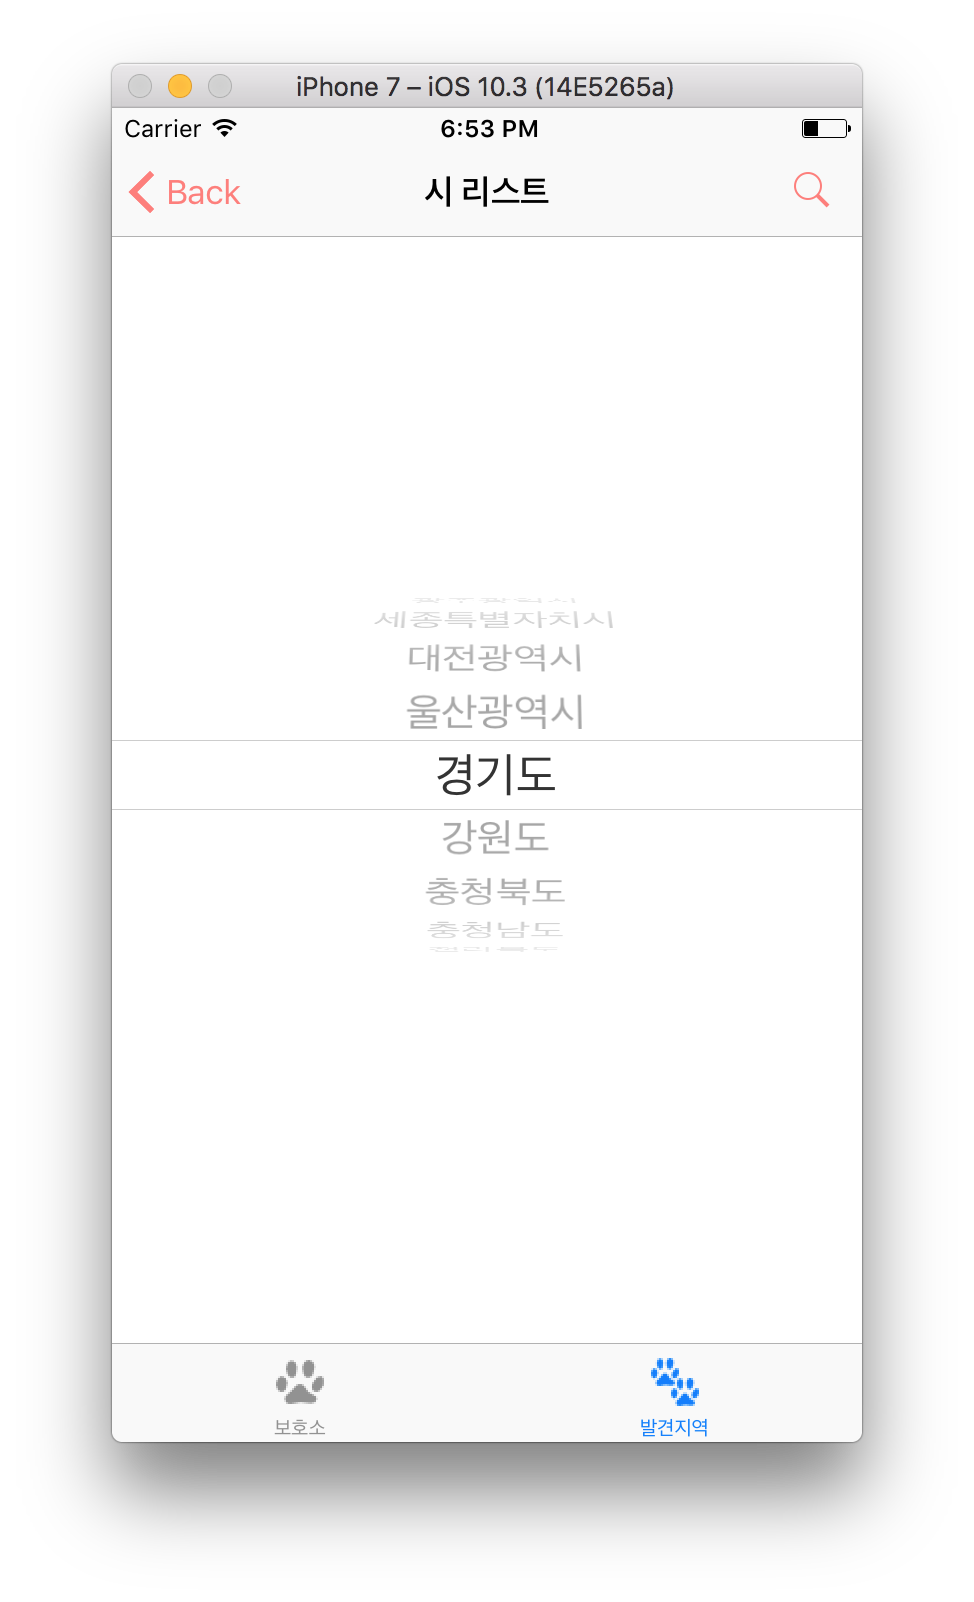 iPhone 7 – iOS 10.3 (14E5265a)
Carrier 6:53 PM
Back 시 리스트
세종특별자치시
대전광역시
울산광역시
경기도
강원도
충청북도
충청남도
보호소 발견지역